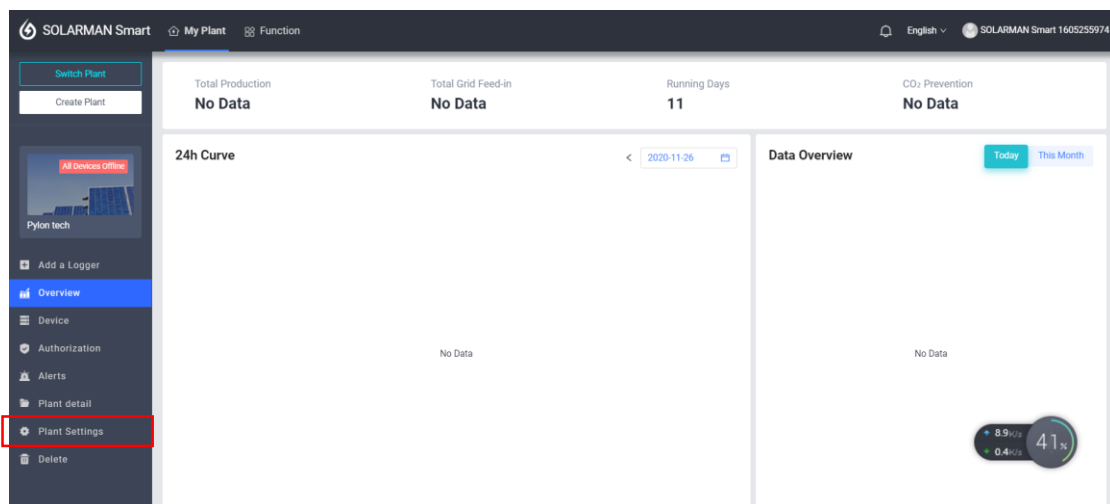 SOLARMAN Smart
My Plant
Function
English
SOLARMAN Smart 1605255974
Switch Plant
Create Plant
All Devices Offline
Pylon tech
Add a Logger
Overview
Device
Authorization
Alerts
Plant detail
Plant Settings
Delete
Total Production
No Data
Total Grid Feed-in
No Data
Running Days
11
CO₂ Prevention
No Data
24h Curve
2020-11-26
No Data
Data Overview
Today
This Month
No Data
8.9K/s
0.4K/s
41%